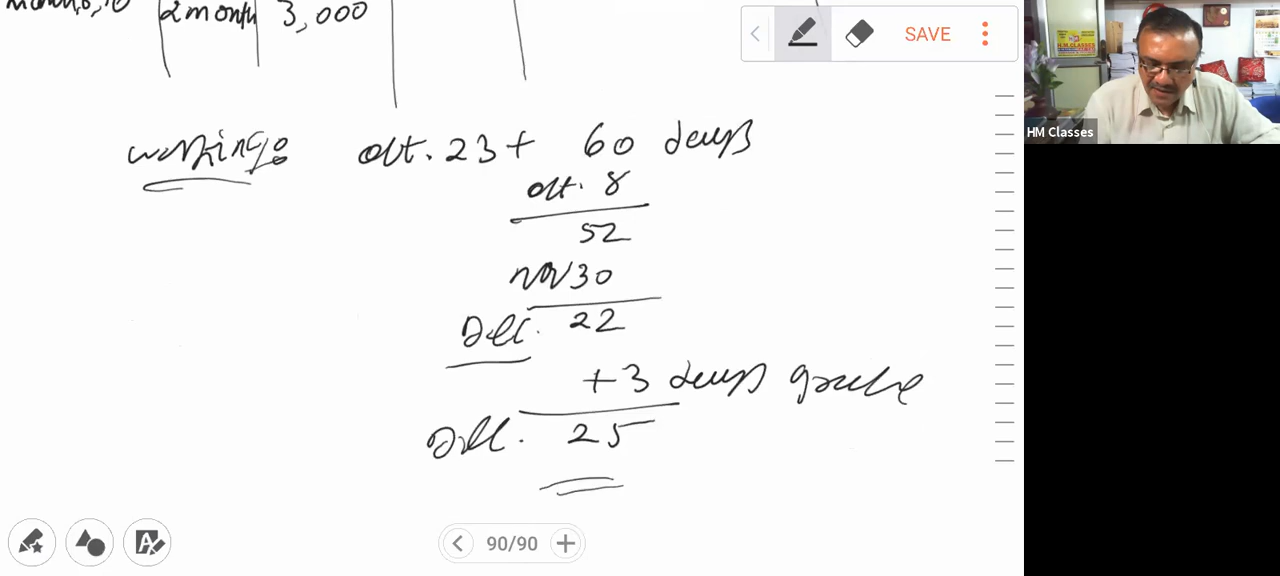 2 month 3,000
SAVE
H.M.CLASSES
HM Classes
workings oct. 23 + 60 days
oct. 8
52
nov 30
Dec. 22
+3 days grace
Dec. 25
90/90